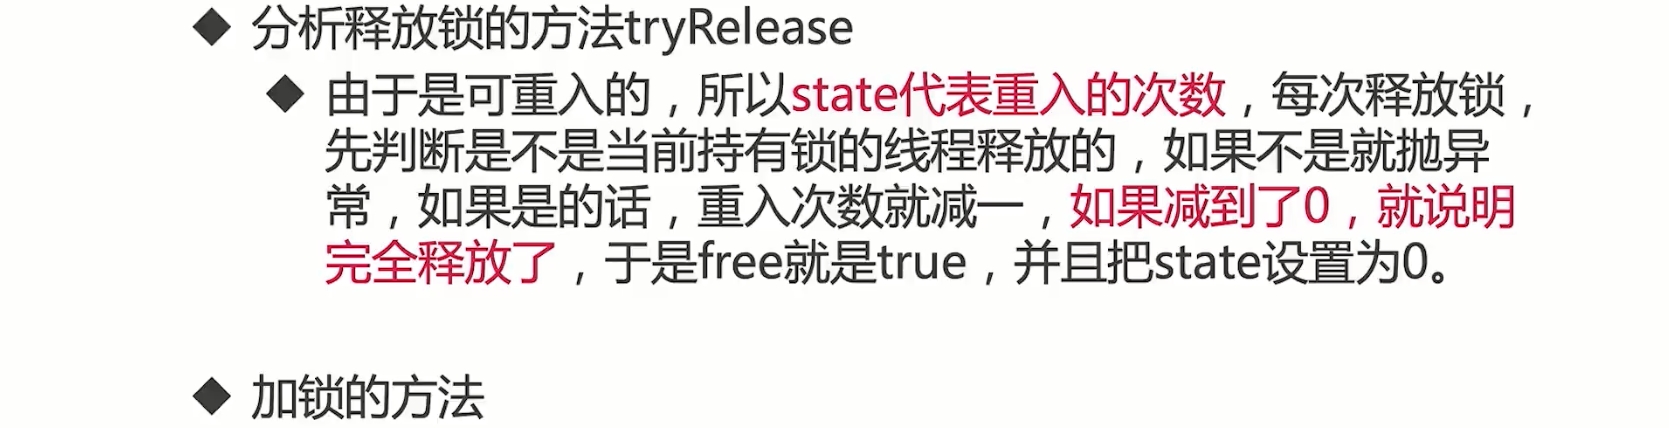 ◆ 分析释放锁的方法tryRelease
◆ 由于是可重入的，所以state代表重入的次数，每次释放锁，
先判断是不是当前持有锁的线程释放的，如果不是就抛异
常，如果是的话，重入次数就减一，如果减到了0，就说明
完全释放了，于是free就是true，并且把state设置为0。
◆ 加锁的方法